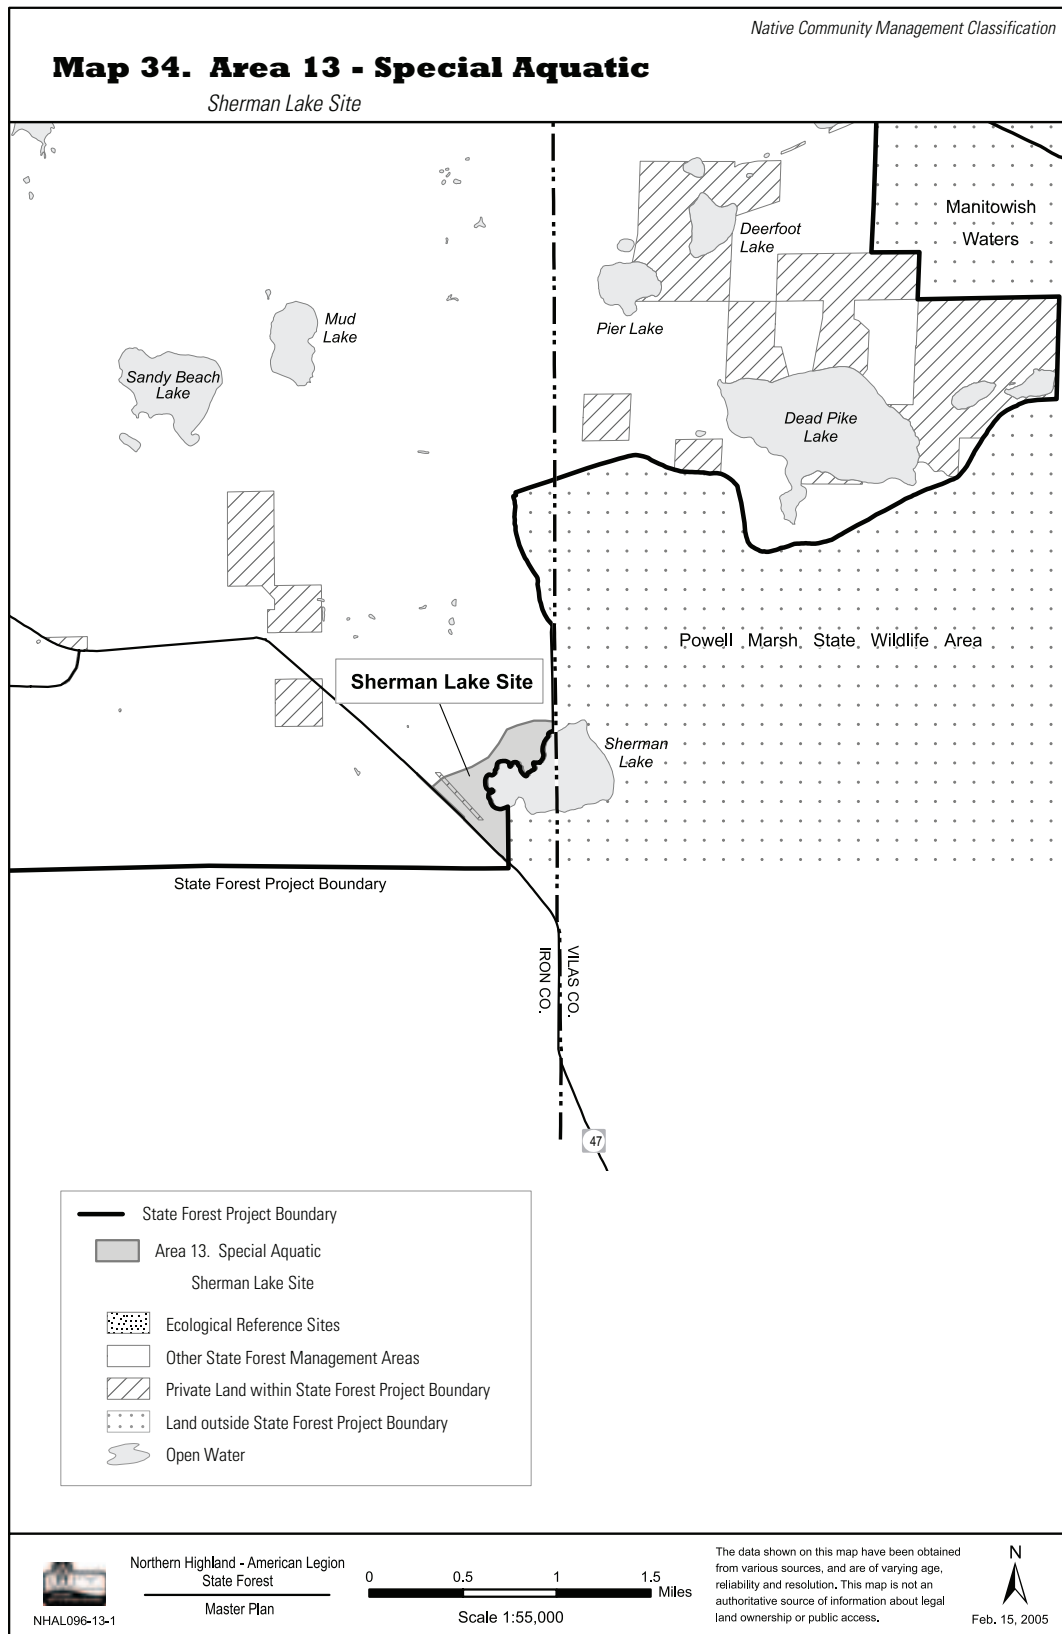 Native Community Management Classification
Map 34. Area 13 - Special Aquatic
Sherman Lake Site
Manitowish
Waters
Deerfoot
Lake
Pier Lake
Mud
Lake
Sandy Beach
Lake
Dead Pike
Lake
Powell Marsh State Wildlife Area
Sherman Lake Site
Sherman
Lake
State Forest Project Boundary
VILAS CO.
IRON CO.
47
State Forest Project Boundary
Area 13. Special Aquatic
Sherman Lake Site
Ecological Reference Sites
Other State Forest Management Areas
Private Land within State Forest Project Boundary
Land outside State Forest Project Boundary
Open Water
NHAL096-13-1
Northern Highland - American Legion
State Forest
Master Plan
0 0.5 1 1.5
Miles
Scale 1:55,000
The data shown on this map have been obtained
from various sources, and are of varying age,
reliability and resolution. This map is not an
authoritative source of information about legal
land ownership or public access.
N
Feb. 15, 2005